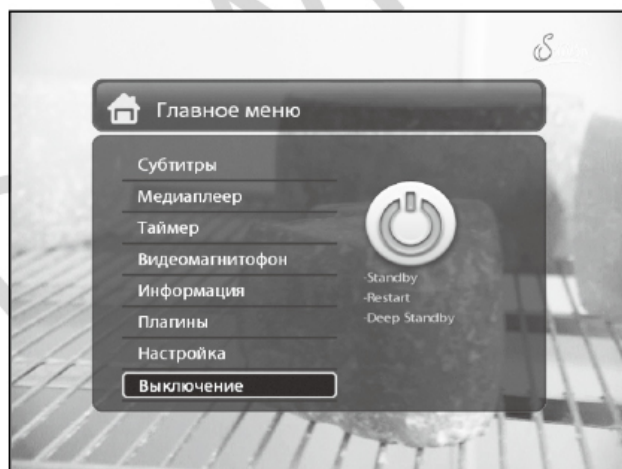 Главное меню
Субтитры
Медиаплеер
Таймер
Видеомагнитофон
Информация
Плагины
Настройка
Выключение
-Standby
-Restart
-Deep Standby